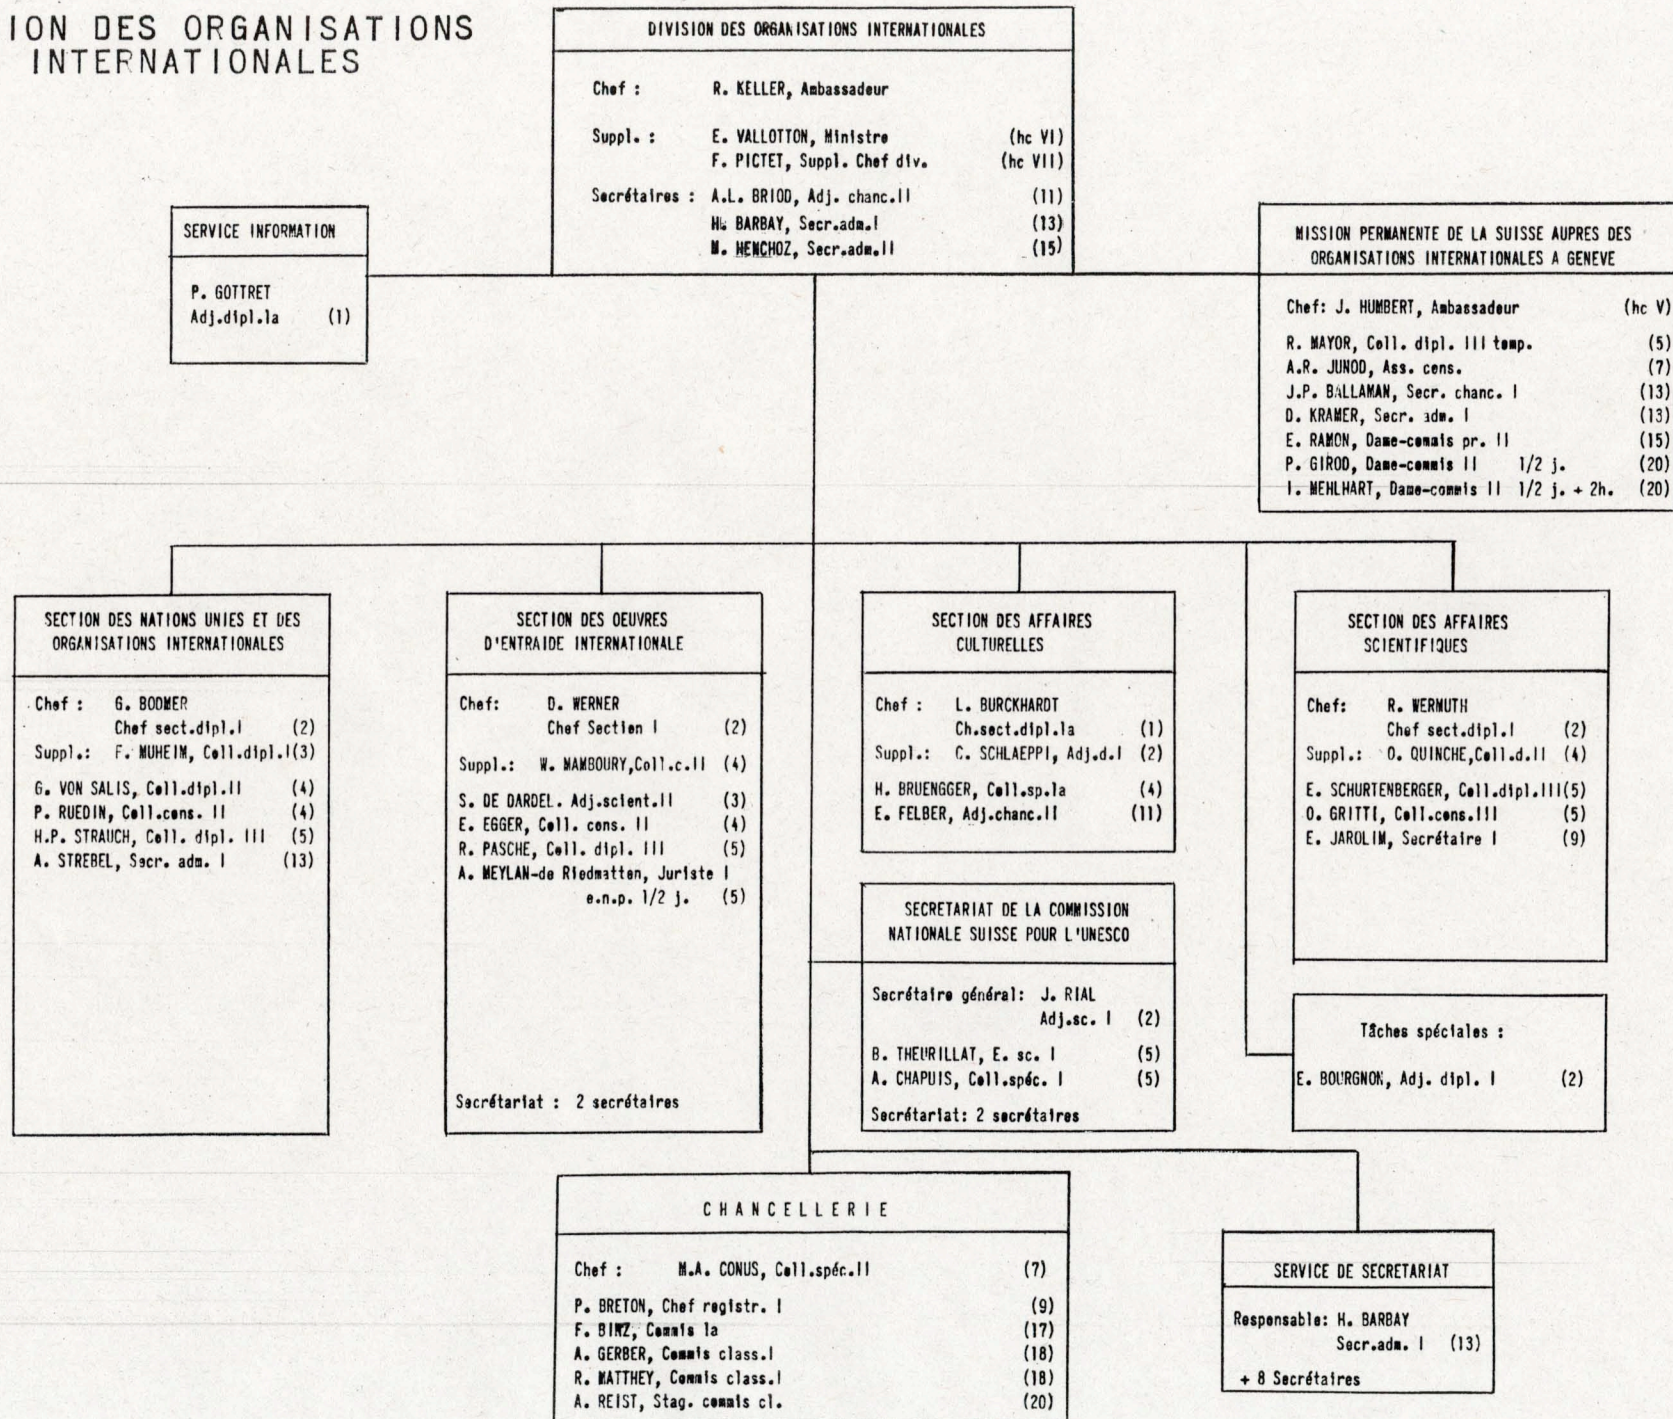 ION DES ORGANISATIONS
INTERNATIONALES
DIVISION DES ORGANISATIONS INTERNATIONALES
Chef : R. KELLER, Ambassadeur
Suppl. : E. VALLOTTON, Ministre (hc VI)
F. PICTET, Suppl. Chef div. (hc VII)
Secrétaires : A.L. BRIOD, Adj. chanc.II (11)
H. BARBAY, Secr.adm.I (13)
M. HENCHOZ, Secr.adm.II (15)
SERVICE INFORMATION
P. GOTTRET
Adj.dipl.Ia (1)
MISSION PERMANENTE DE LA SUISSE AUPRES DES
ORGANISATIONS INTERNATIONALES A GENEVE
Chef: J. HUMBERT, Ambassadeur (hc V)
R. MAYOR, Coll. dipl. III temp. (5)
A.R. JUNOD, Ass. cons. (7)
J.P. BALLAMAN, Secr. chanc. I (13)
D. KRAMER, Secr. adm. I (13)
E. RAMON, Dame-commis pr. II (15)
P. GIROD, Dame-commis II 1/2 j. (20)
I. MEHLHART, Dame-commis II 1/2 j. + 2h. (20)
SECTION DES NATIONS UNIES ET DES
ORGANISATIONS INTERNATIONALES
Chef : G. BODMER
Chef sect.dipl.I (2)
Suppl.: F. MUHEIM, Coll.dipl.I(3)
G. VON SALIS, Coll.dipl.II (4)
P. RUEDIN, Coll.cons. II (4)
H.P. STRAUCH, Coll. dipl. III (5)
A. STREBEL, Secr. adm. I (13)
SECTION DES OEUVRES
D'ENTRAIDE INTERNATIONALE
Chef: D. WERNER
Chef Section I (2)
Suppl.: W. MAMBOURY,Coll.c.II (4)
S. DE DARDEL. Adj.scient.II (3)
E. EGGER, Coll. cons. II (4)
R. PASCHE, Coll. dipl. III (5)
A. MEYLAN-de Riedmatten, Juriste I
e.n.p. 1/2 j. (5)
Secrétariat : 2 secrétaires
SECTION DES AFFAIRES
CULTURELLES
Chef : L. BURCKHARDT
Ch.sect.dipl.Ia (1)
Suppl.: C. SCHLAEPPI, Adj.d.I (2)
H. BRUENGGER, Coll.sp.Ia (4)
E. FELBER, Adj.chanc.II (11)
SECRETARIAT DE LA COMMISSION
NATIONALE SUISSE POUR L'UNESCO
Secrétaire général: J. RIAL
Adj.sc. I (2)
B. THEURILLAT, E. sc. I (5)
A. CHAPUIS, Coll.spéc. I (5)
Secrétariat: 2 secrétaires
SECTION DES AFFAIRES
SCIENTIFIQUES
Chef: R. WERMUTH
Chef sect.dipl.I (2)
Suppl.: O. QUINCHE,Coll.d.II (4)
E. SCHURTENBERGER, Coll.dipl.III(5)
O. GRITTI, Coll.cons.III (5)
E. JAROLIM, Secrétaire I (9)
Tâches spéciales :
E. BOURGNON, Adj. dipl. I (2)
CHANCELLERIE
Chef : M.A. CONUS, Coll.spéc.II (7)
P. BRETON, Chef registr. I (9)
F. BINZ, Commis Ia (17)
A. GERBER, Commis class.I (18)
R. MATTHEY, Commis class.I (18)
A. REIST, Stag. commis cl. (20)
SERVICE DE SECRETARIAT
Responsable: H. BARBAY
Secr.adm. I (13)
+ 8 Secrétaires